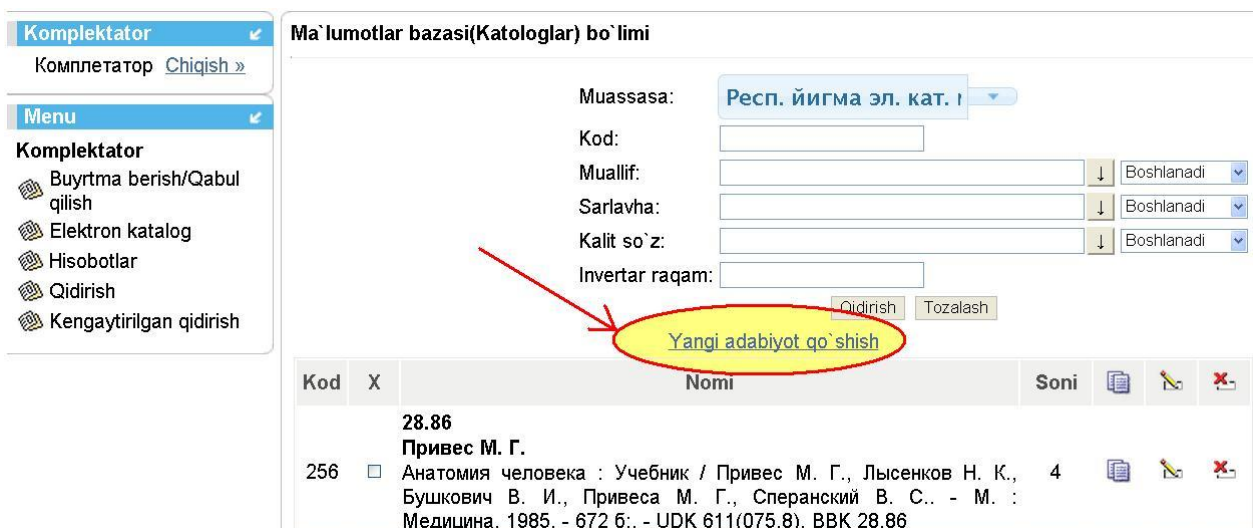 Komplektator
Комплетатор Chiqish »
Menu
Komplektator
Buyrtma berish/Qabul
qilish
Elektron katalog
Hisobotlar
Qidirish
Kengaytirilgan qidirish
Ma`lumotlar bazasi(Katologlar) bo`limi
Muassasa: Респ. йигма эл. кат.
Kod:
Muallif: ↓ Boshlanadi
Sarlavha: ↓ Boshlanadi
Kalit so`z: ↓ Boshlanadi
Invertar raqam:
Qidirish Tozalash
Yangi adabiyot qo`shish
Kod X Nomi Soni
28.86
Привес М. Г.
256 Анатомия человека : Учебник / Привес М. Г., Лысенков Н. К., 4
Бушкович В. И., Привеса М. Г., Сперанский В. С.. - М. :
Медицина, 1985. - 672 б:. - UDK 611(075.8). BBK 28.86